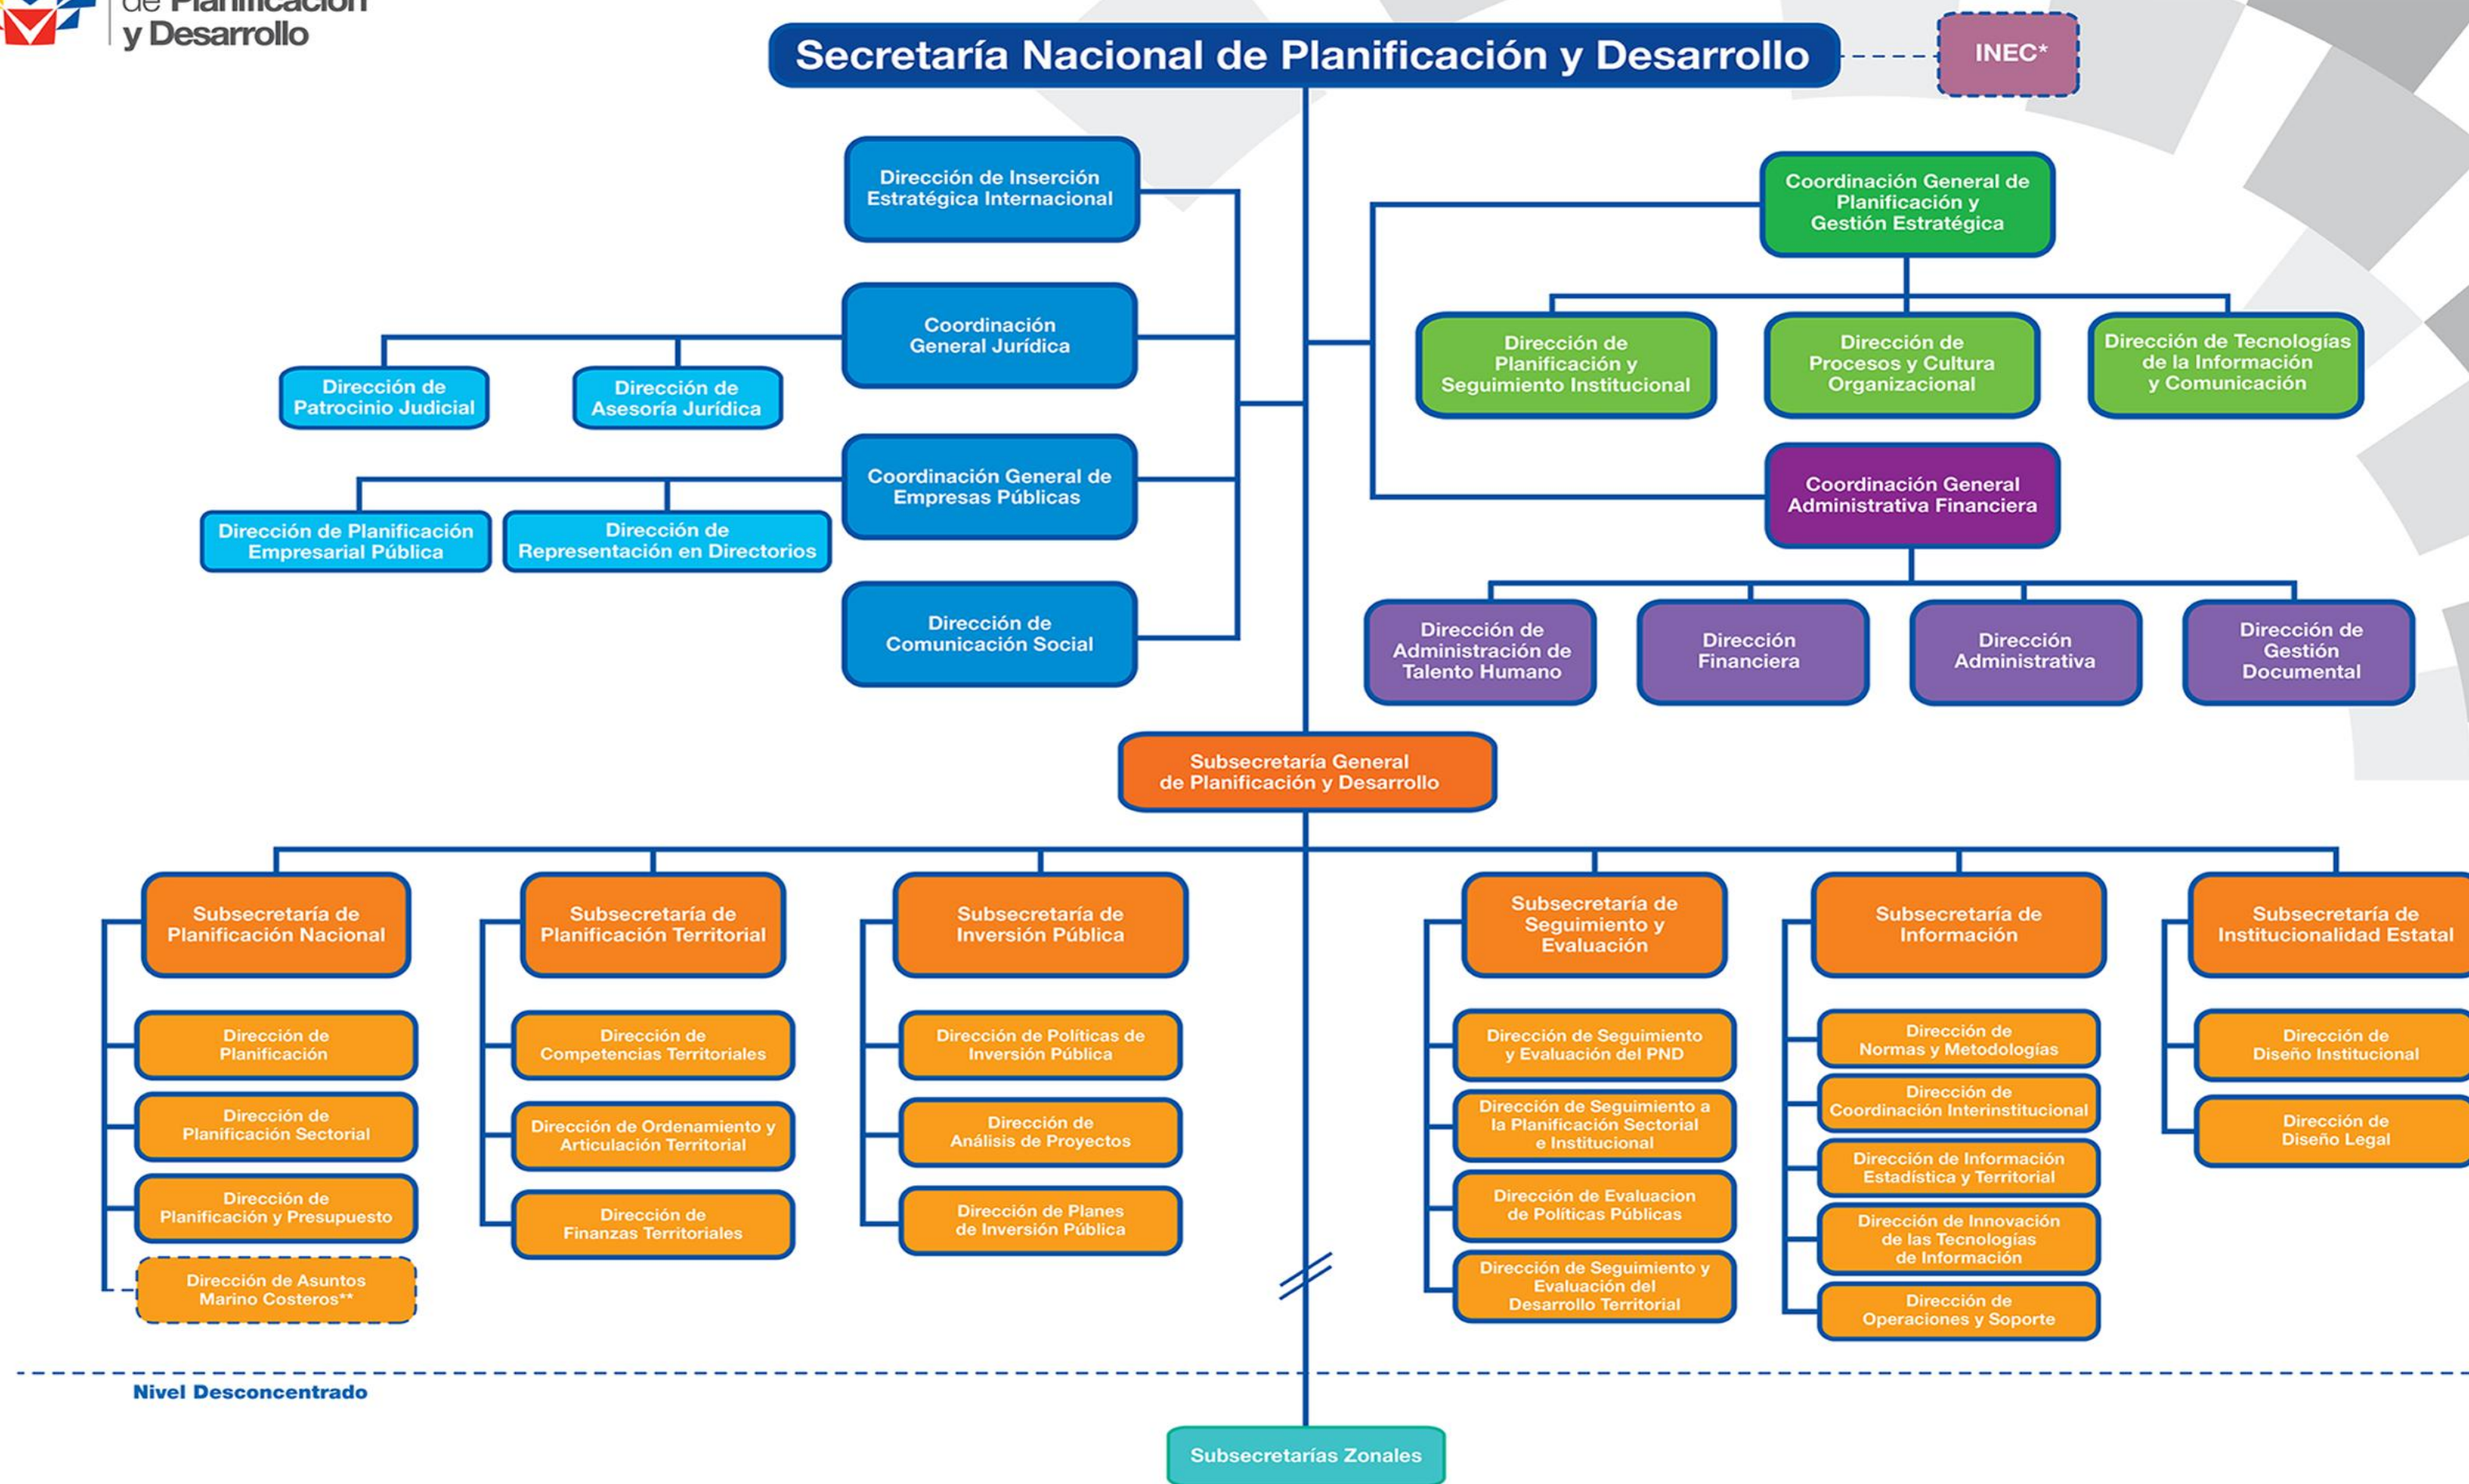 de Planificación
y Desarrollo
Secretaría Nacional de Planificación y Desarrollo
INEC*
Dirección de Inserción
Estratégica Internacional
Coordinación General de
Planificación y
Gestión Estratégica
Coordinación
General Jurídica
Dirección de
Patrocinio Judicial
Dirección de
Asesoría Jurídica
Dirección de
Planificación y
Seguimiento Institucional
Dirección de
Procesos y Cultura
Organizacional
Dirección de Tecnologías
de la Información
y Comunicación
Coordinación General de
Empresas Públicas
Dirección de Planificación
Empresarial Pública
Dirección de
Representación en Directorios
Coordinación General
Administrativa Financiera
Dirección de
Comunicación Social
Dirección de
Administración de
Talento Humano
Dirección
Financiera
Dirección
Administrativa
Dirección de
Gestión
Documental
Subsecretaría General
de Planificación y Desarrollo
Subsecretaría de
Planificación Nacional
Dirección de
Planificación
Dirección de
Planificación Sectorial
Dirección de
Planificación y Presupuesto
Dirección de Asuntos
Marino Costeros**
Subsecretaría de
Planificación Territorial
Dirección de
Competencias Territoriales
Dirección de Ordenamiento y
Articulación Territorial
Dirección de
Finanzas Territoriales
Subsecretaría de
Inversión Pública
Dirección de Políticas de
Inversión Pública
Dirección de
Análisis de Proyectos
Dirección de Planes
de Inversión Pública
Subsecretaría de
Seguimiento y
Evaluación
Dirección de Seguimiento
y Evaluación del PND
Dirección de Seguimiento a
la Planificación Sectorial
e Institucional
Dirección de Evaluacion
de Políticas Públicas
Dirección de Seguimiento y
Evaluación del
Desarrollo Territorial
Subsecretaría de
Información
Dirección de
Normas y Metodologías
Dirección de
Coordinación Interinstitucional
Dirección de Información
Estadística y Territorial
Dirección de Innovación
de las Tecnologías
de Información
Dirección de
Operaciones y Soporte
Subsecretaría de
Institucionalidad Estatal
Dirección de
Diseño Institucional
Dirección de
Diseño Legal
Nivel Desconcentrado
Subsecretarías Zonales